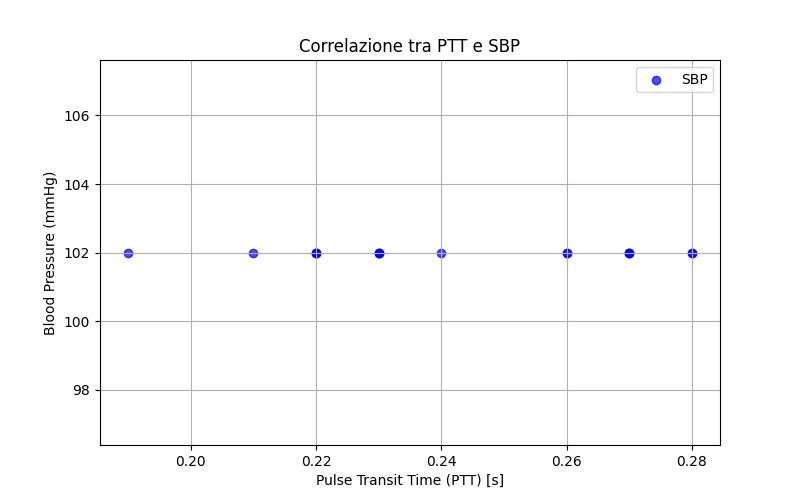 Correlazione tra PTT e SBP
SBP
106
104
102
100
98
Blood Pressure (mmHg)
0.20 0.22 0.24 0.26 0.28
Pulse Transit Time (PTT) [s]